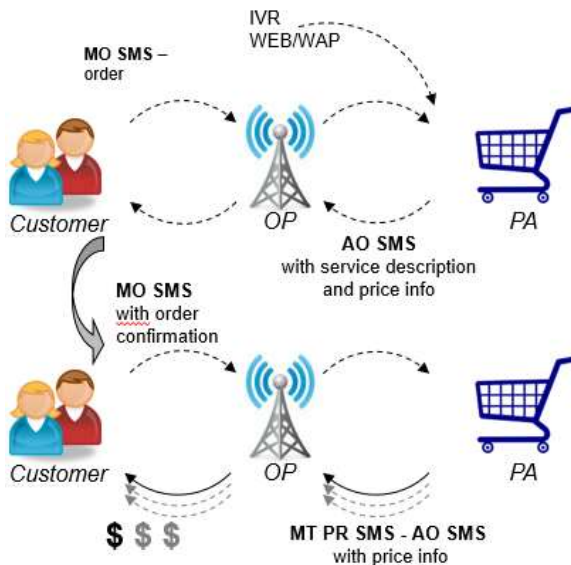 IVR
WEB/WAP
MO SMS –
order
Customer
OP
PA
AO SMS
with service description
and price info
MO SMS
with order
confirmation
Customer
OP
PA
$ $ $
MT PR SMS - AO SMS
with price info